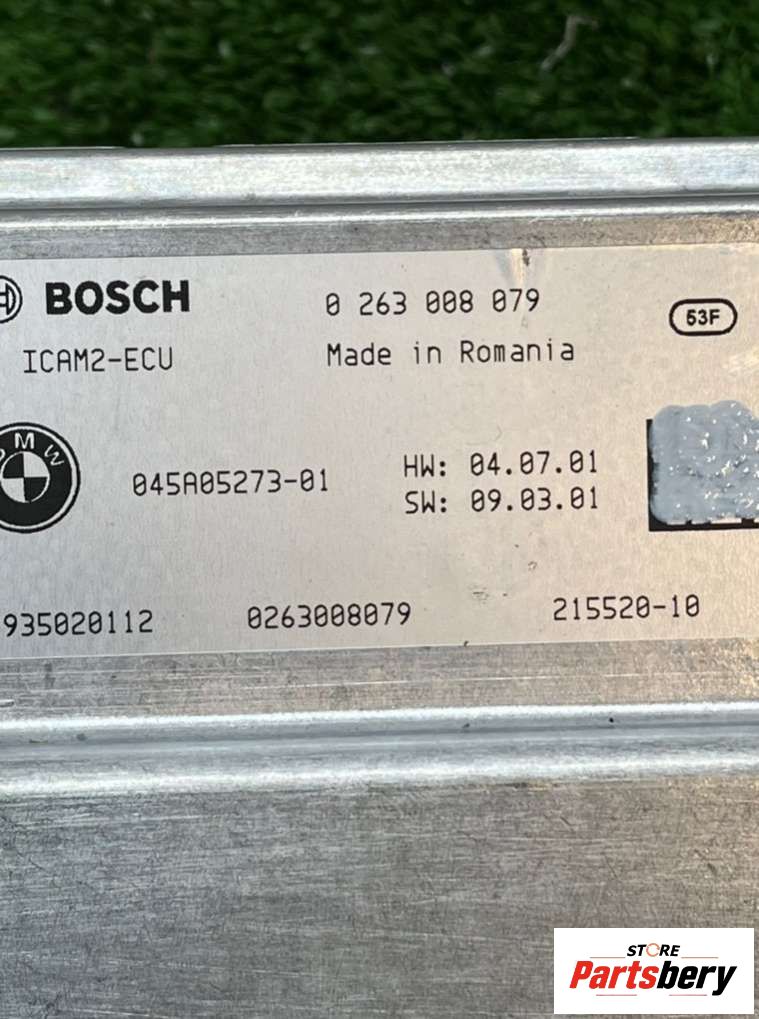 BOSCH 0 263 008 079
53F
ICAM2-ECU Made in Romania
BMW
045A05273-01 HW: 04.07.01
SW: 09.03.01
935020112 0263008079 215520-10
STORE
Partsbery